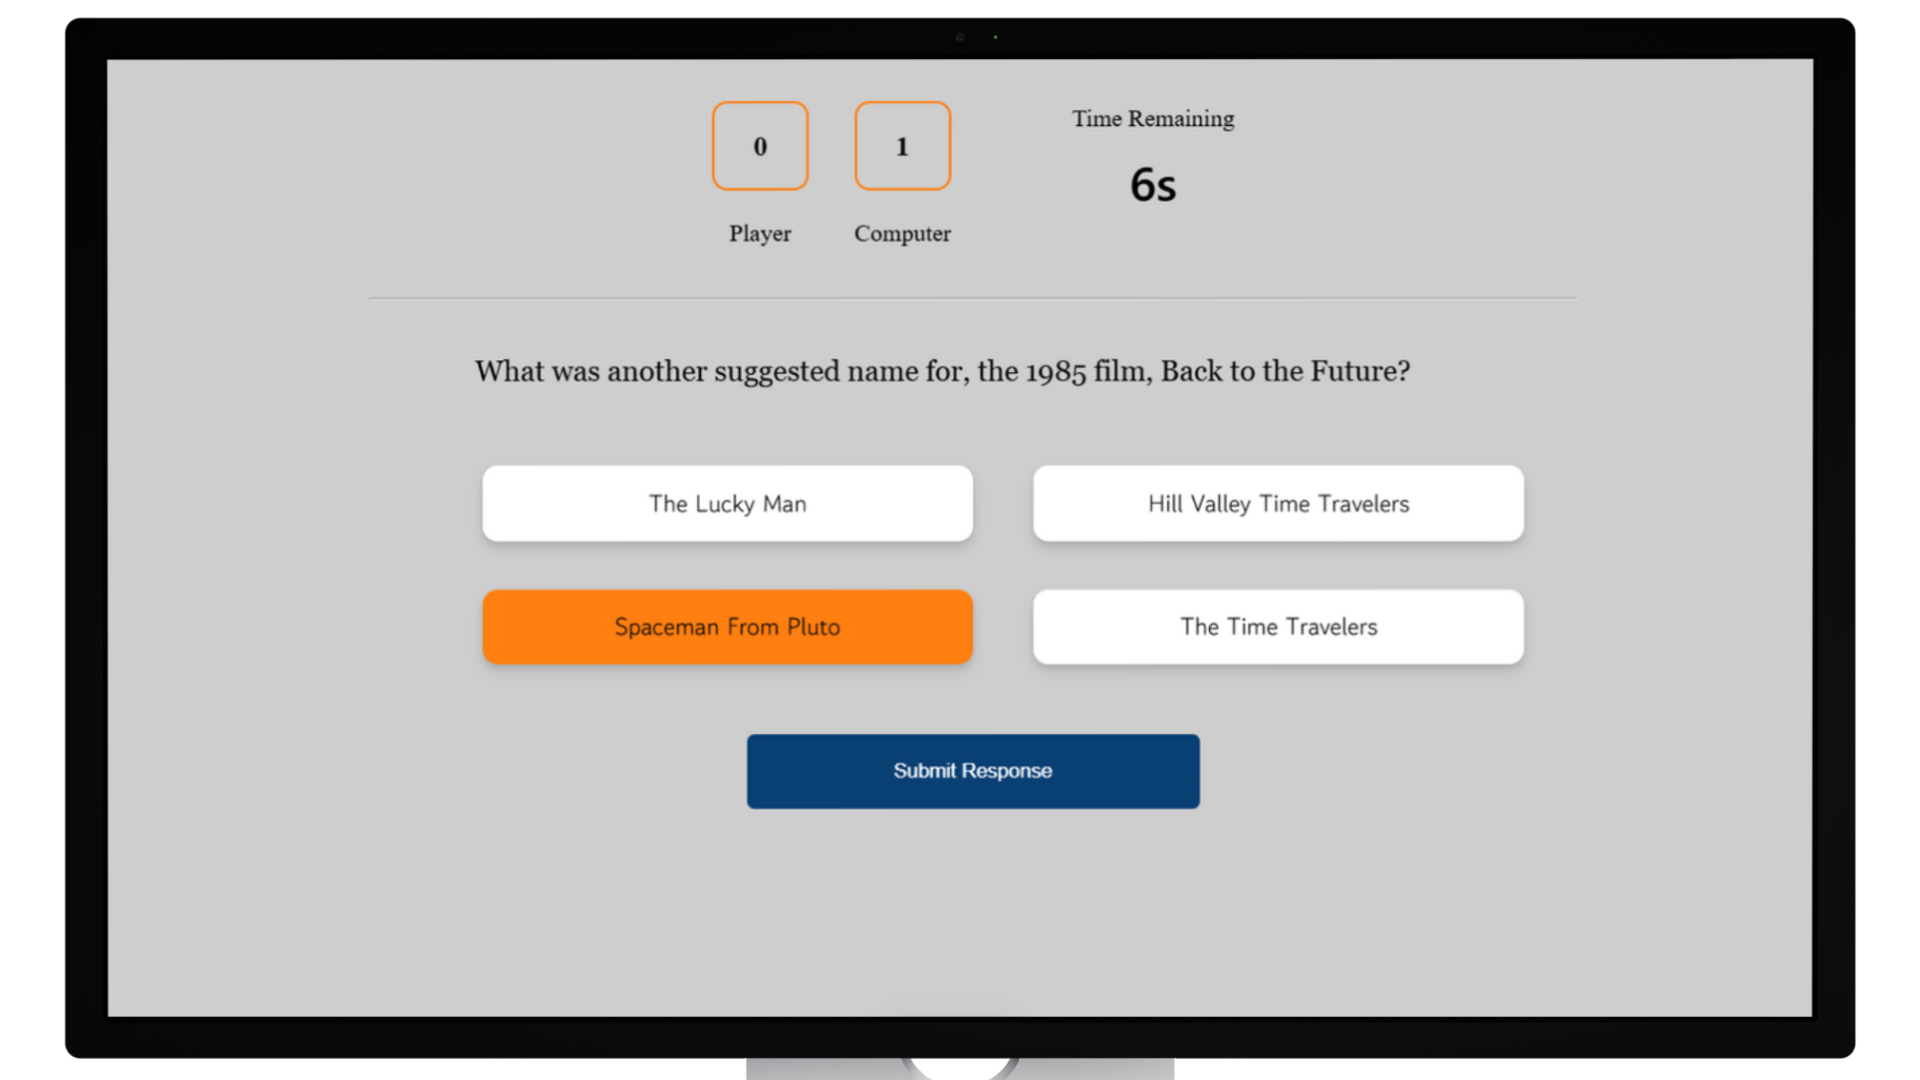 0
1
Player
Computer
Time Remaining
6s
What was another suggested name for, the 1985 film, Back to the Future?
The Lucky Man
Hill Valley Time Travelers
Spaceman From Pluto
The Time Travelers
Submit Response